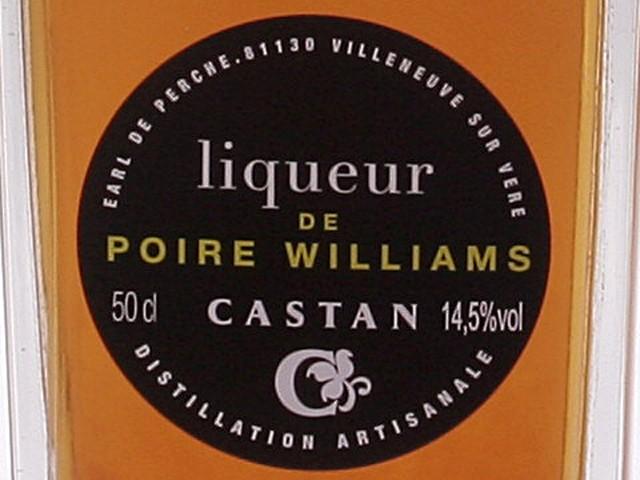 EARL DE PERCHE.81130 VILLENEUVE SUR VERE
liqueur
DE
POIRE WILLIAMS
50 cl
CASTAN
14,5%vol
C
DISTILLATION ARTISANALE